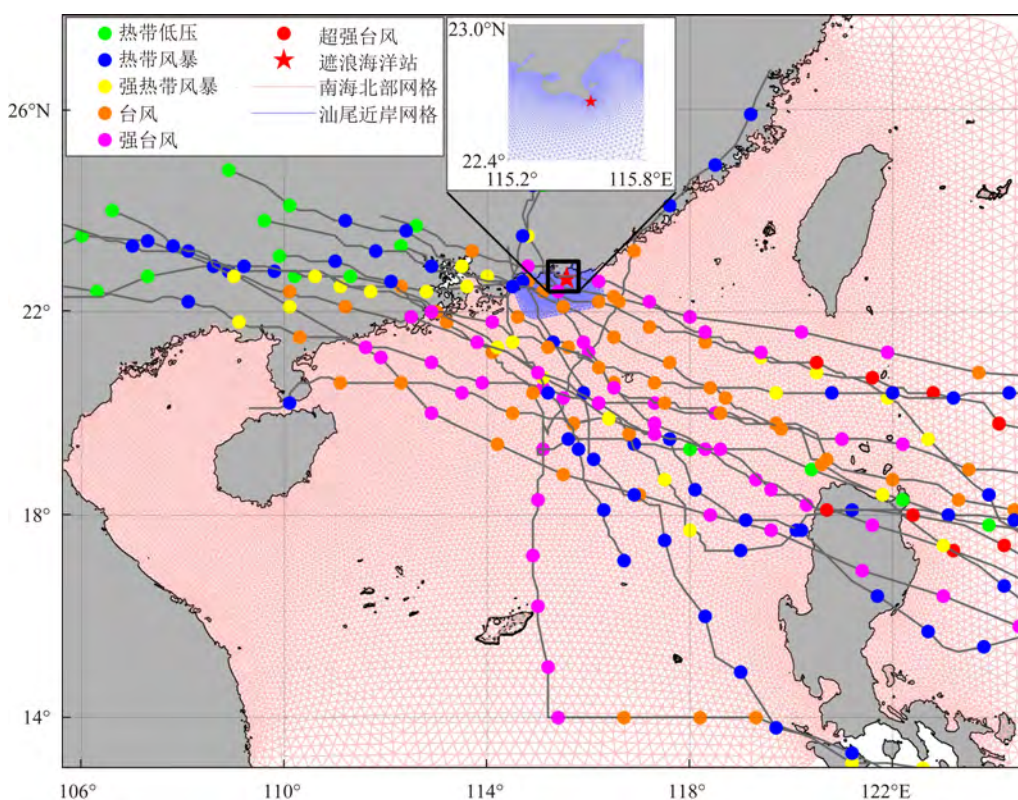 热带低压
热带风暴
强热带风暴
台风
强台风
超强台风
遮浪海洋站
南海北部网格
汕尾近岸网格
23.0°N
22.4°
115.2°
115.8°E
26°N
22°
18°
14°
106°
110°
114°
118°
122°E